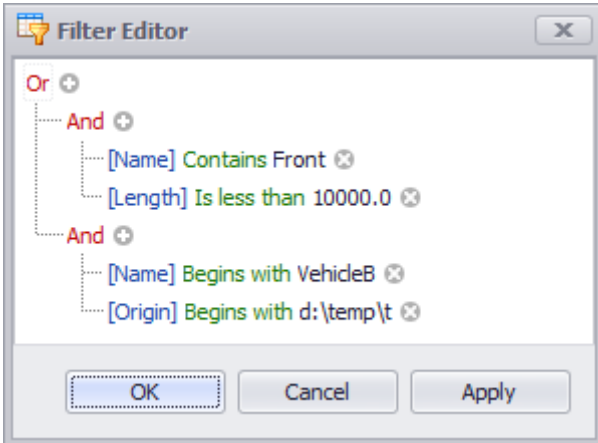 Filter Editor
Or
And
[Name] Contains Front
[Length] Is less than 10000.0
And
[Name] Begins with VehicleB
[Origin] Begins with d:\temp\t
OK Cancel Apply